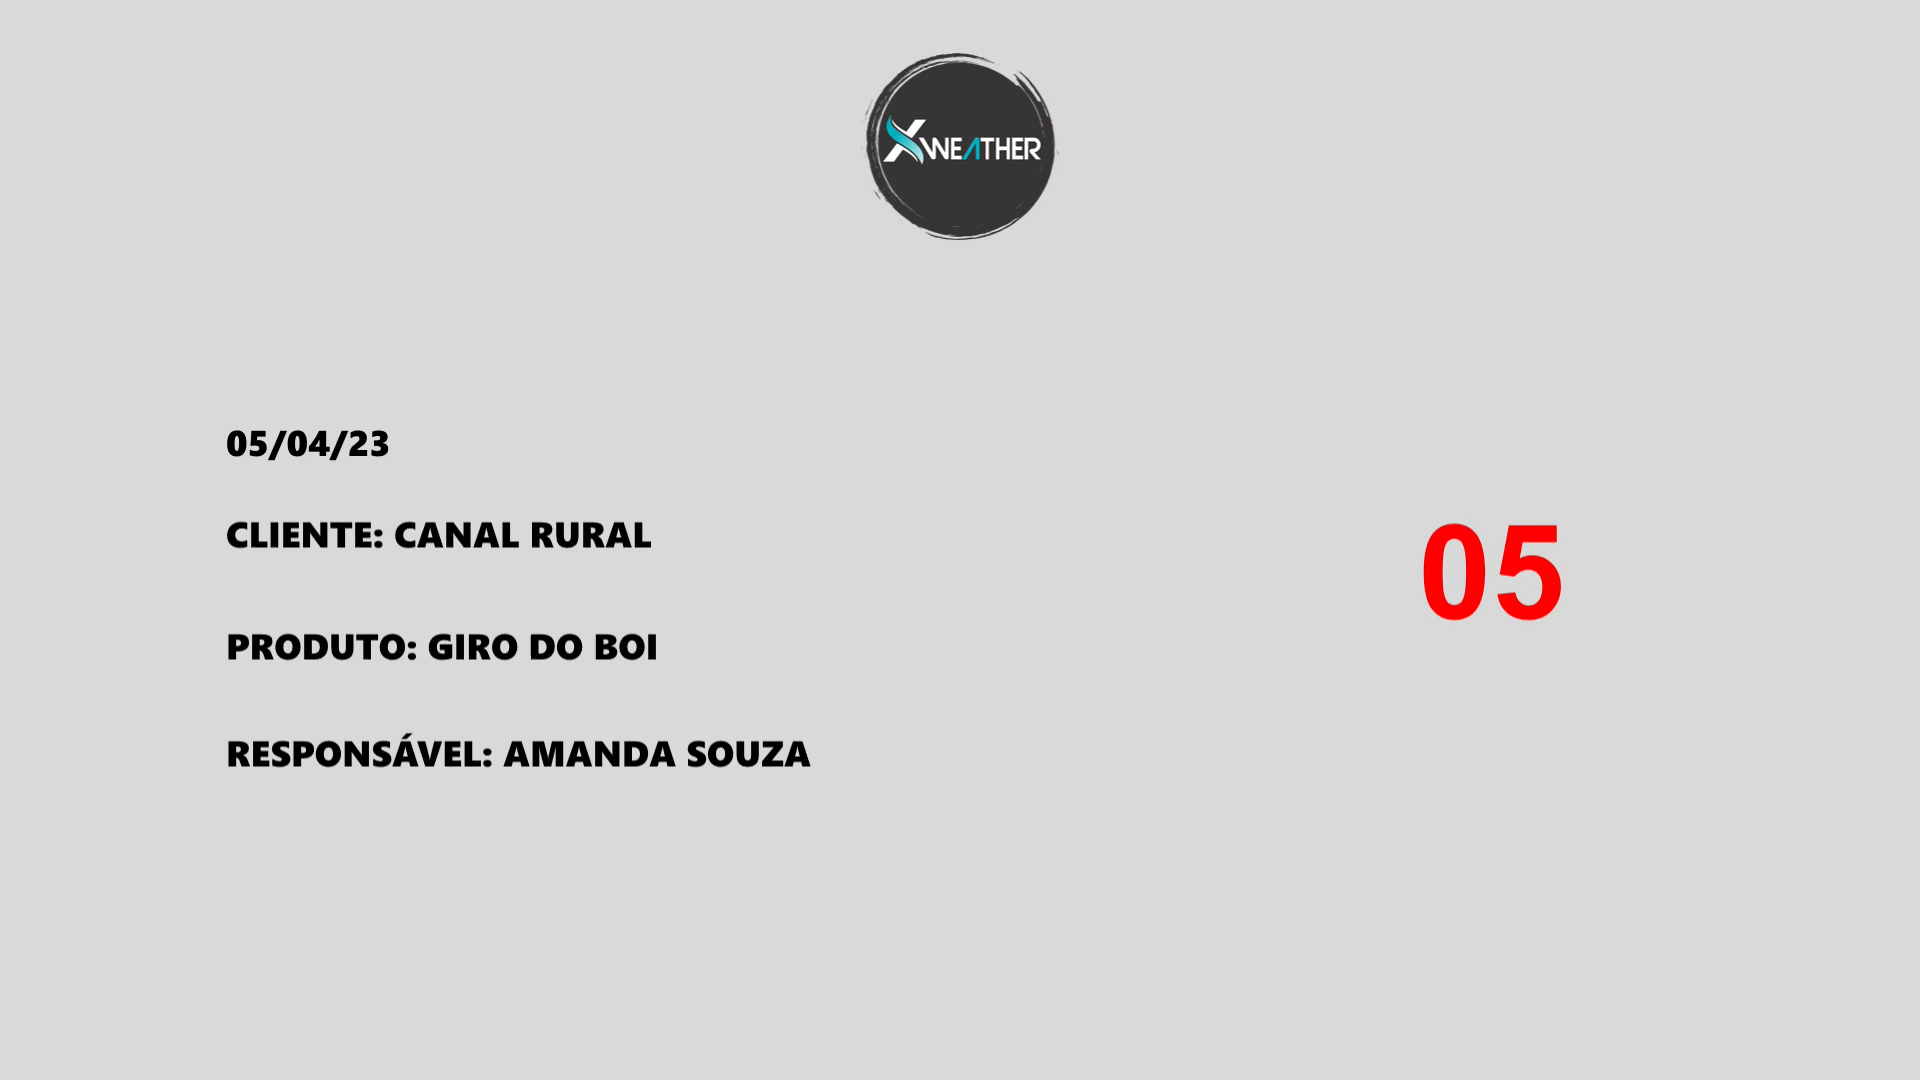 XWEATHER
05/04/23
CLIENTE: CANAL RURAL
05
PRODUTO: GIRO DO BOI
RESPONSÁVEL: AMANDA SOUZA